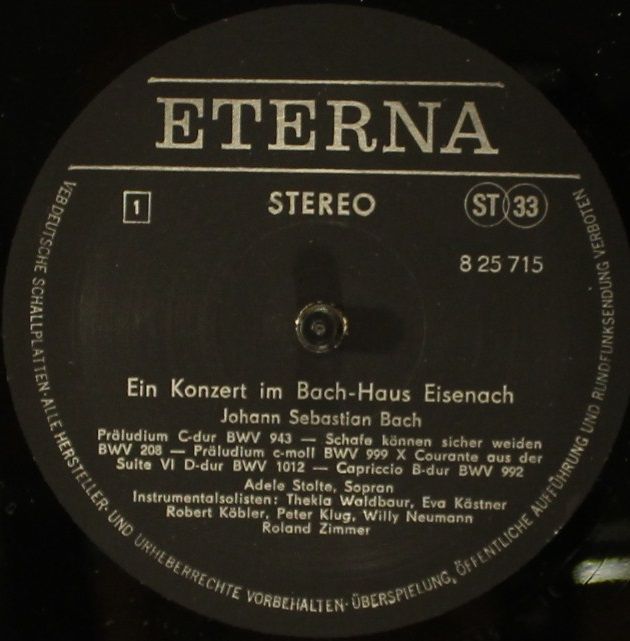 ETERNA
1
STEREO
ST 33
8 25 715
Ein Konzert im Bach-Haus Eisenach
Johann Sebastian Bach
Präludium C-dur BWV 943 — Schafe können sicher weiden
BWV 208 — Präludium c-moll BWV 999 X Courante aus der
Suite VI D-dur BWV 1012 — Capriccio B-dur BWV 992
Adele Stolte, Sopran
Instrumentalsolisten: Thekla Waldbaur, Eva Kästner
Robert Köbler, Peter Klug, Willy Neumann
Roland Zimmer
VEB DEUTSCHE SCHALLPLATTEN · ALLE HERSTELLER- UND URHEBERRECHTE VORBEHALTEN · ÜBERSPIELUNG, ÖFFENTLICHE AUFFÜHRUNG UND RUNDFUNKSENDUNG VERBOTEN